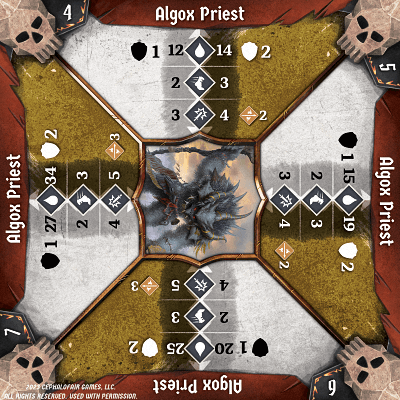 4
Algox Priest
1 12 14 2
2 3
3 4 2
5
Algox Priest
1 15 19 2
2 3
3 4 2
6
Algox Priest
1 20 25 2
2 3
4 5 3
7
Algox Priest
1 27 34 2
2 3
4 5 3
2023 CEPHALOFAIR GAMES, LLC.
ALL RIGHTS RESERVED. USED WITH PERMISSION.